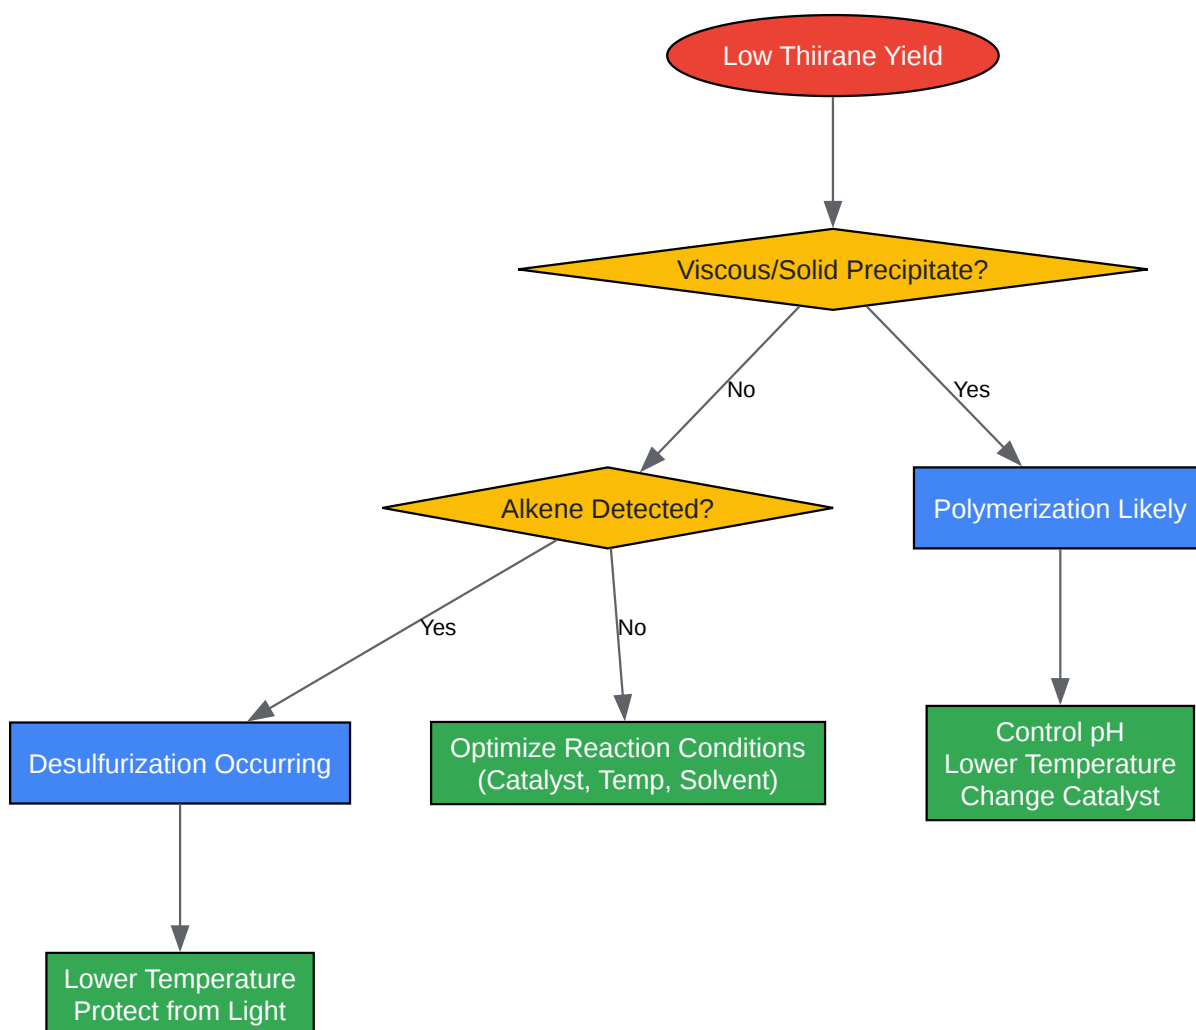 Low Thiirane Yield
Viscous/Solid Precipitate?
No
Yes
Alkene Detected?
Polymerization Likely
Yes
No
Desulfurization Occurring
Optimize Reaction Conditions
(Catalyst, Temp, Solvent)
Control pH
Lower Temperature
Change Catalyst
Lower Temperature
Protect from Light